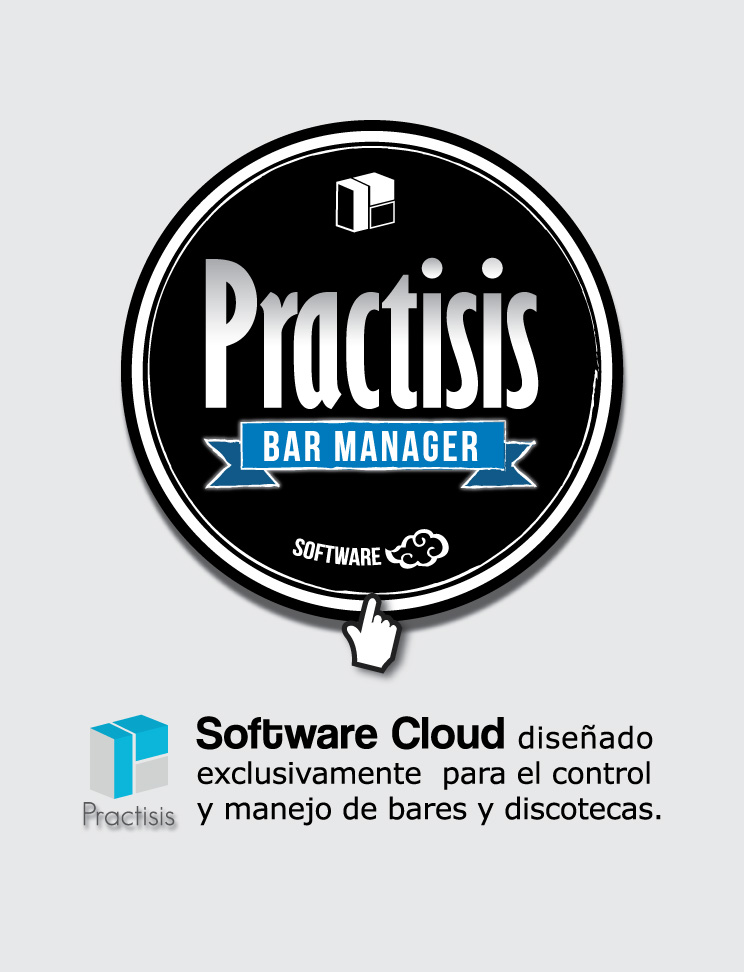 Practisis
BAR MANAGER
SOFTWARE
Software Cloud diseñado
exclusivamente para el control
y manejo de bares y discotecas.
Practisis